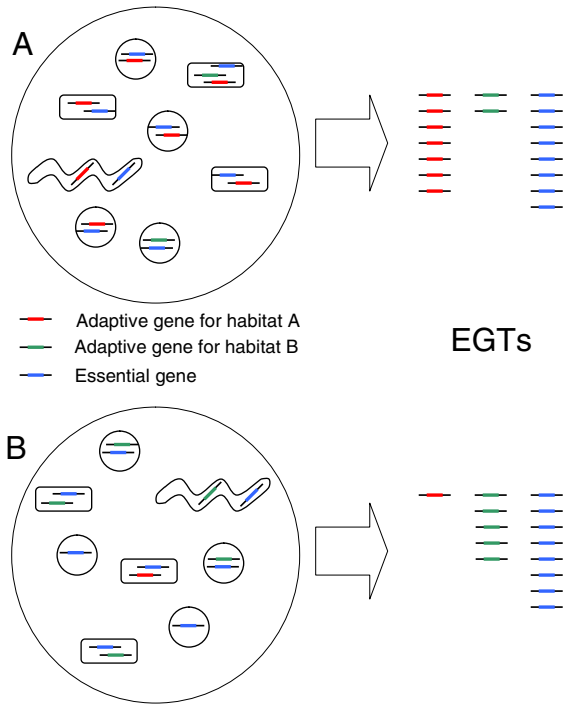 A
Adaptive gene for habitat A
Adaptive gene for habitat B
Essential gene
EGTs
B